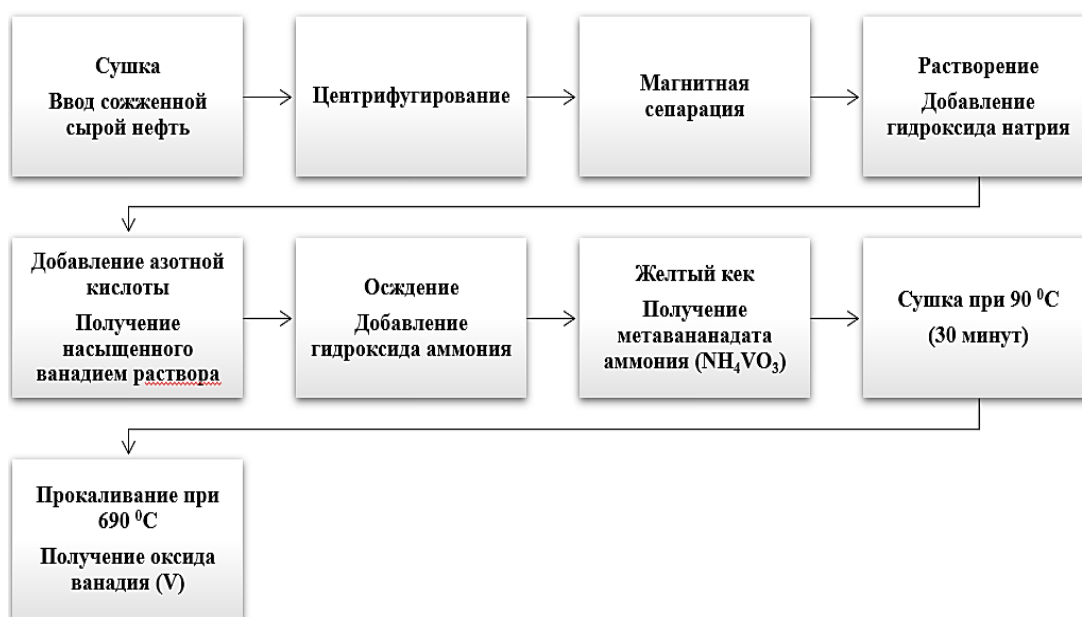 Сушка
Ввод сожженной
сырой нефть
Центрифугирование
Магнитная
сепарация
Растворение
Добавление
гидроксида натрия
Добавление азотной
кислоты
Получение
насыщенного
ванадием раствора
Осждение
Добавление
гидроксида аммония
Желтый кек
Получение
метавананадата
аммония (NH₄VO₃)
Сушка при 90 ⁰C
(30 минут)
Прокаливание при
690 ⁰C
Получение оксида
ванадия (V)